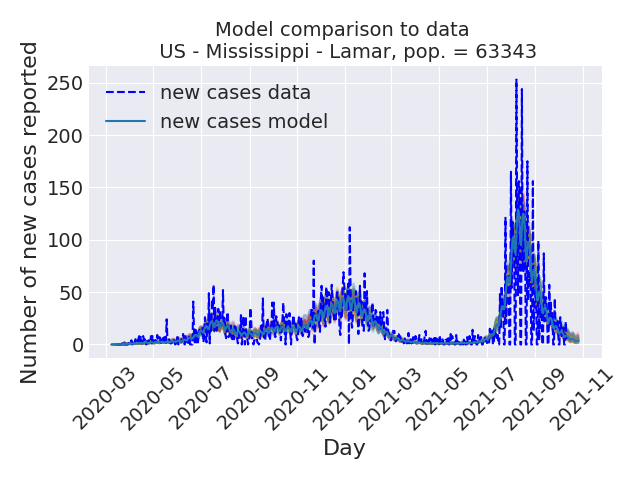 Model comparison to data
US - Mississippi - Lamar, pop. = 63343
new cases data
new cases model
Number of new cases reported
250
200
150
100
50
0
2020-03
2020-05
2020-07
2020-09
2020-11
2021-01
2021-03
2021-05
2021-07
2021-09
2021-11
Day